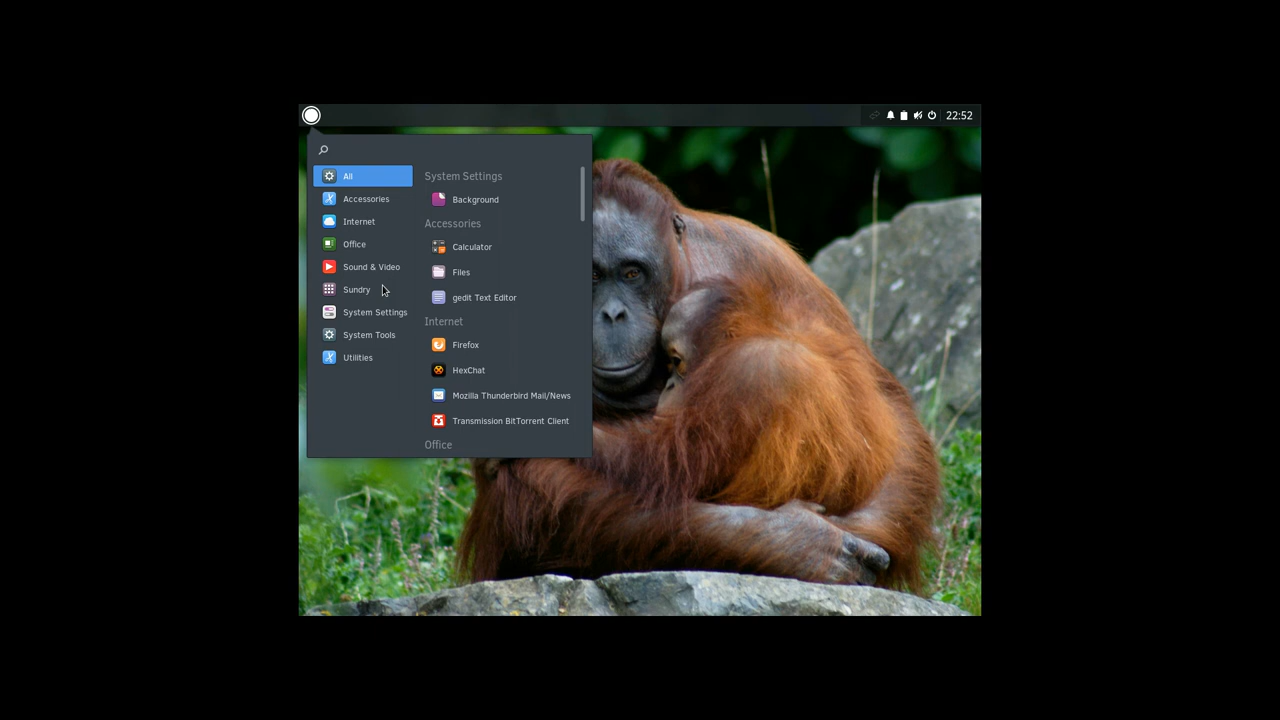 22:52
All
Accessories
Internet
Office
Sound & Video
Sundry
System Settings
System Tools
Utilities
System Settings
Background
Accessories
Calculator
Files
gedit Text Editor
Internet
Firefox
HexChat
Mozilla Thunderbird Mail/News
Transmission BitTorrent Client
Office